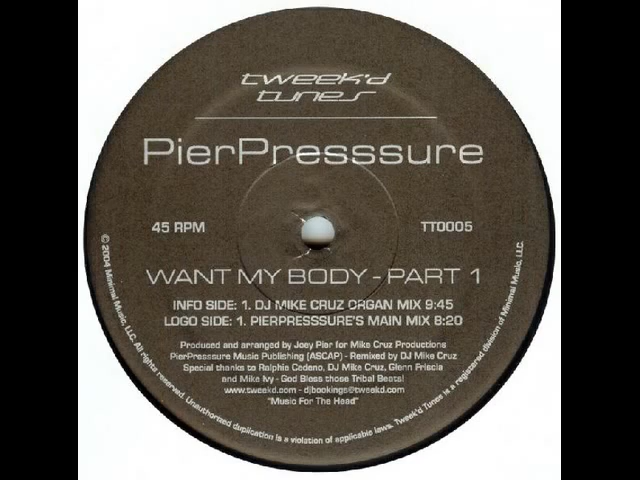 tweek'd
tunes
PierPresssure
45 RPM
TT0005
WANT MY BODY - PART 1
INFO SIDE: 1. DJ MIKE CRUZ ORGAN MIX 9:45
LOGO SIDE: 1. PIERPRESSSURE'S MAIN MIX 8:20
Produced and arranged by Joey Pier for Mike Cruz Productions
PierPresssure Music Publishing (ASCAP) - Remixed by DJ Mike Cruz
Special thanks to Ralphie Cedeno, DJ Mike Cruz, Glenn Friscia
and Mike Ivy - God Bless those Tribal Beats!
www.tweekd.com - djbookings@tweekd.com
"Music For The Head"
© 2004 Minimal Music, LLC. All rights reserved. Unauthorized duplication is a violation of applicable laws. Tweek'd Tunes is a registered division of Minimal Music, LLC.